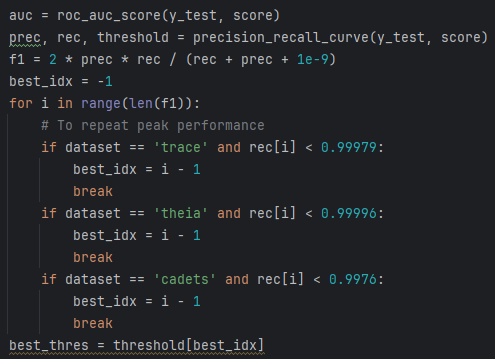 auc = roc_auc_score(y_test, score)
prec, rec, threshold = precision_recall_curve(y_test, score)
f1 = 2 * prec * rec / (rec + prec + 1e-9)
best_idx = -1
for i in range(len(f1)):
    # To repeat peak performance
    if dataset == 'trace' and rec[i] < 0.99979:
        best_idx = i - 1
        break
    if dataset == 'theia' and rec[i] < 0.99996:
        best_idx = i - 1
        break
    if dataset == 'cadets' and rec[i] < 0.9976:
        best_idx = i - 1
        break
best_thres = threshold[best_idx]